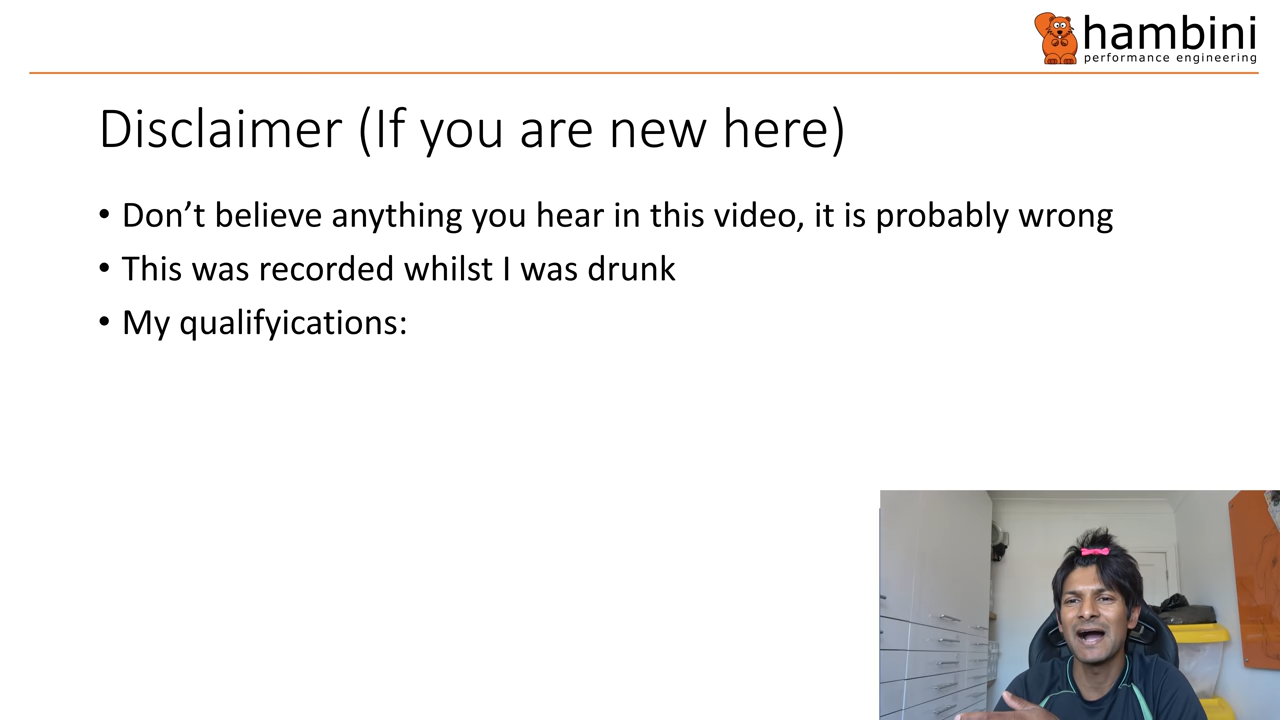 hambini
performance engineering
Disclaimer (If you are new here)
• Don’t believe anything you hear in this video, it is probably wrong
• This was recorded whilst I was drunk
• My qualifyications: